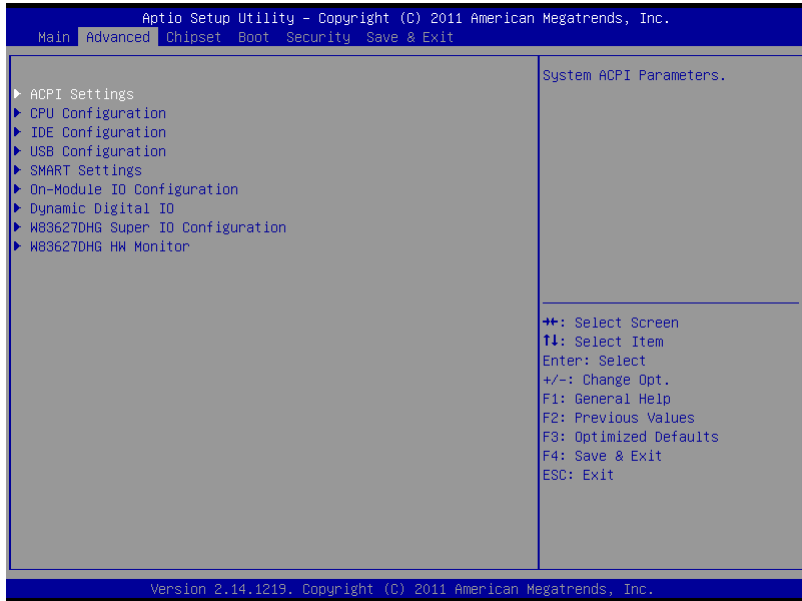 Aptio Setup Utility – Copyright (C) 2011 American Megatrends, Inc.
Main Advanced Chipset Boot Security Save & Exit
System ACPI Parameters.
▶ ACPI Settings
▶ CPU Configuration
▶ IDE Configuration
▶ USB Configuration
▶ SMART Settings
▶ On-Module IO Configuration
▶ Dynamic Digital IO
▶ W83627DHG Super IO Configuration
▶ W83627DHG HW Monitor
→←: Select Screen
↑↓: Select Item
Enter: Select
+/-: Change Opt.
F1: General Help
F2: Previous Values
F3: Optimized Defaults
F4: Save & Exit
ESC: Exit
Version 2.14.1219. Copyright (C) 2011 American Megatrends, Inc.